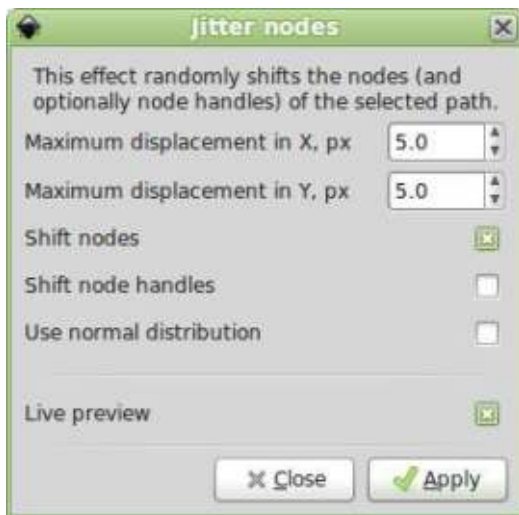 Jitter nodes
This effect randomly shifts the nodes (and
optionally node handles) of the selected path.
Maximum displacement in X, px 5.0
Maximum displacement in Y, px 5.0
Shift nodes
Shift node handles
Use normal distribution
Live preview
Close Apply